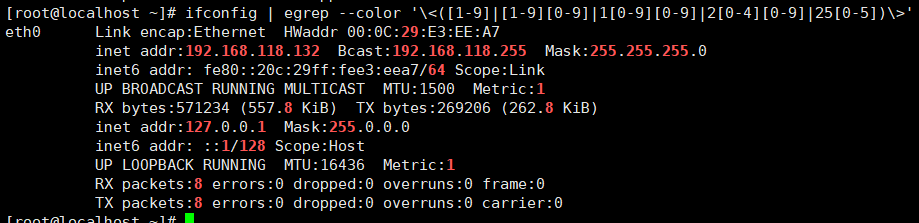 [root@localhost ~]# ifconfig | egrep --color '\<([1-9]|[1-9][0-9]|1[0-9][0-9]|2[0-4][0-9]|25[0-5])\>'
eth0      Link encap:Ethernet  HWaddr 00:0C:29:E3:EE:A7
          inet addr:192.168.118.132  Bcast:192.168.118.255  Mask:255.255.255.0
          inet6 addr: fe80::20c:29ff:fee3:eea7/64 Scope:Link
          UP BROADCAST RUNNING MULTICAST  MTU:1500  Metric:1
          RX bytes:571234 (557.8 KiB)  TX bytes:269206 (262.8 KiB)
          inet addr:127.0.0.1  Mask:255.0.0.0
          inet6 addr: ::1/128 Scope:Host
          UP LOOPBACK RUNNING  MTU:16436  Metric:1
          RX packets:8 errors:0 dropped:0 overruns:0 frame:0
          TX packets:8 errors:0 dropped:0 overruns:0 carrier:0
[root@localhost ~]#